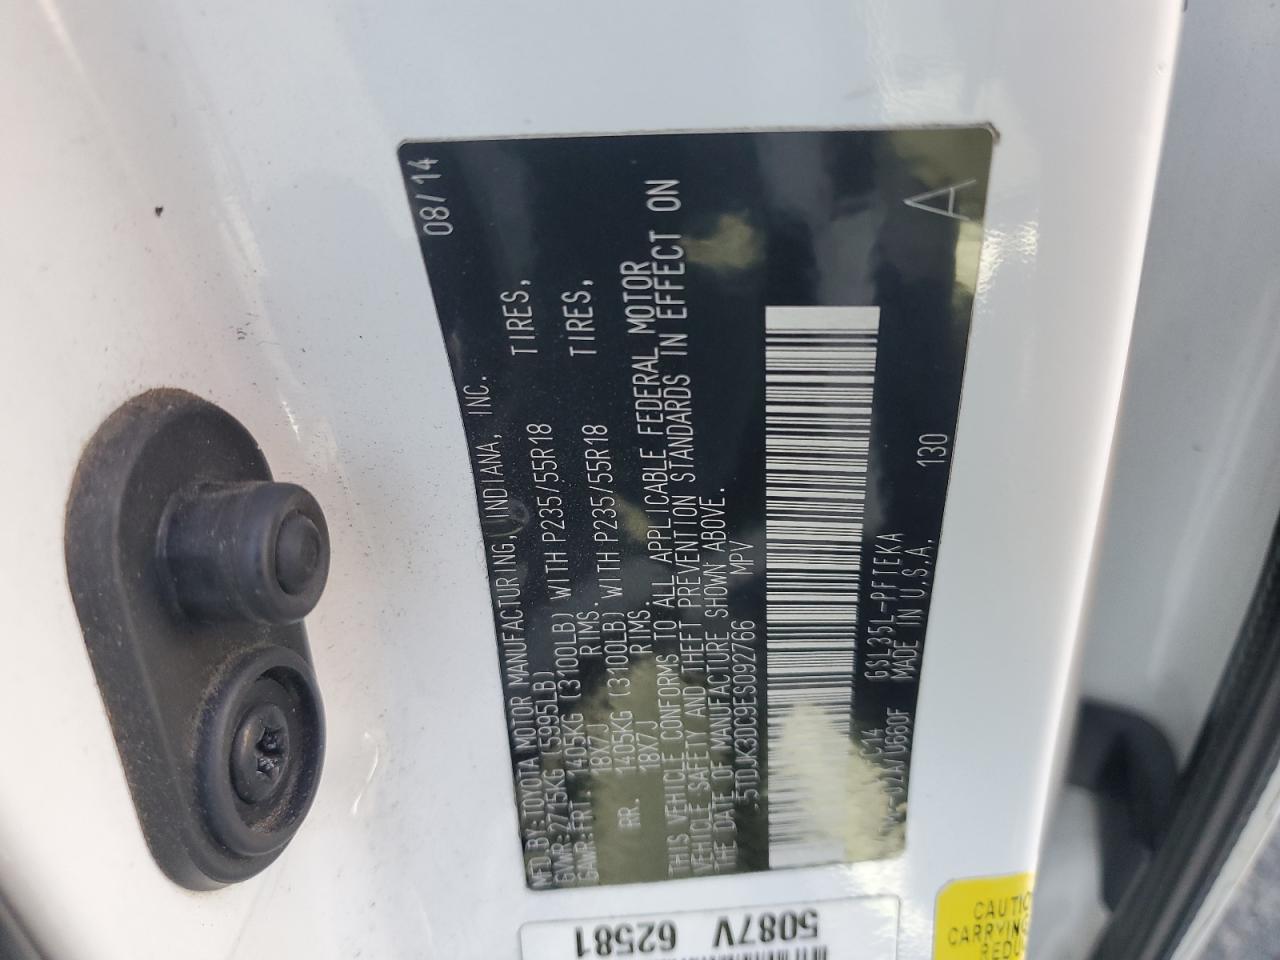 MFD.BY:TOYOTA MOTOR MANUFACTURING, INDIANA, INC. 08/14
GVWR:2715KG (5995LB)
GAWR:FRT. 1405KG (3100LB) WITH P235/55R18 TIRES,
18X7J RIMS.
RR. 1405KG (3100LB) WITH P235/55R18 TIRES,
18X7J RIMS.
THIS VEHICLE CONFORMS TO ALL APPLICABLE FEDERAL MOTOR
VEHICLE SAFETY AND THEFT PREVENTION STANDARDS IN EFFECT ON
THE DATE OF MANUFACTURE SHOWN ABOVE.
5TDJK3DC9ES092766 MPV
GSL35L-PFTEKA
U660F MADE IN U.S.A. 130
A
5087V 62581
CAUTIO
CARRYING
REDU